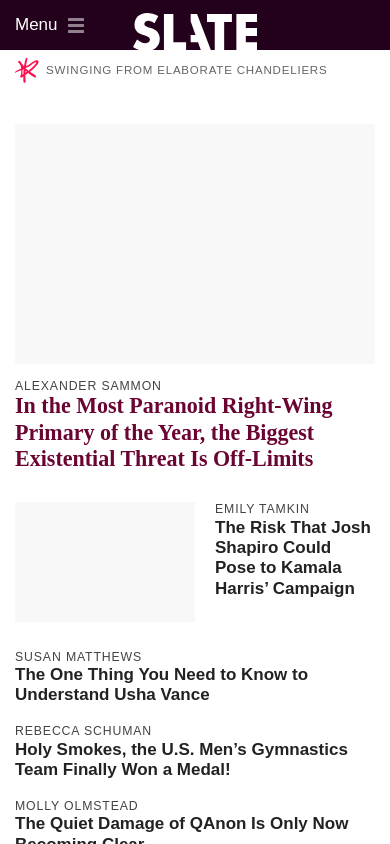 Menu
SLATE
SWINGING FROM ELABORATE CHANDELIERS
ALEXANDER SAMMON
In the Most Paranoid Right-Wing
Primary of the Year, the Biggest
Existential Threat Is Off-Limits
EMILY TAMKIN
The Risk That Josh
Shapiro Could
Pose to Kamala
Harris’ Campaign
SUSAN MATTHEWS
The One Thing You Need to Know to
Understand Usha Vance
REBECCA SCHUMAN
Holy Smokes, the U.S. Men’s Gymnastics
Team Finally Won a Medal!
MOLLY OLMSTEAD
The Quiet Damage of QAnon Is Only Now
Becoming Clear